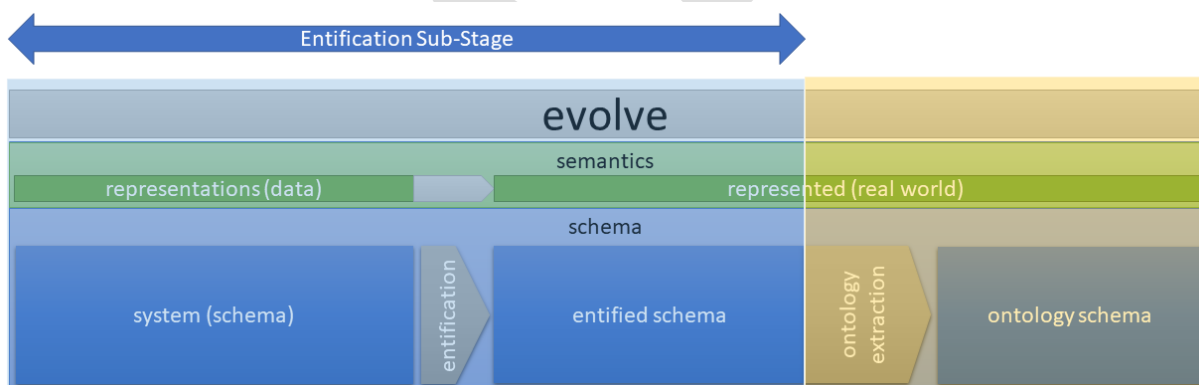 Entification Sub-Stage
evolve
semantics
representations (data)
represented (real world)
schema
system (schema)
entification
entified schema
ontology
extraction
ontology schema